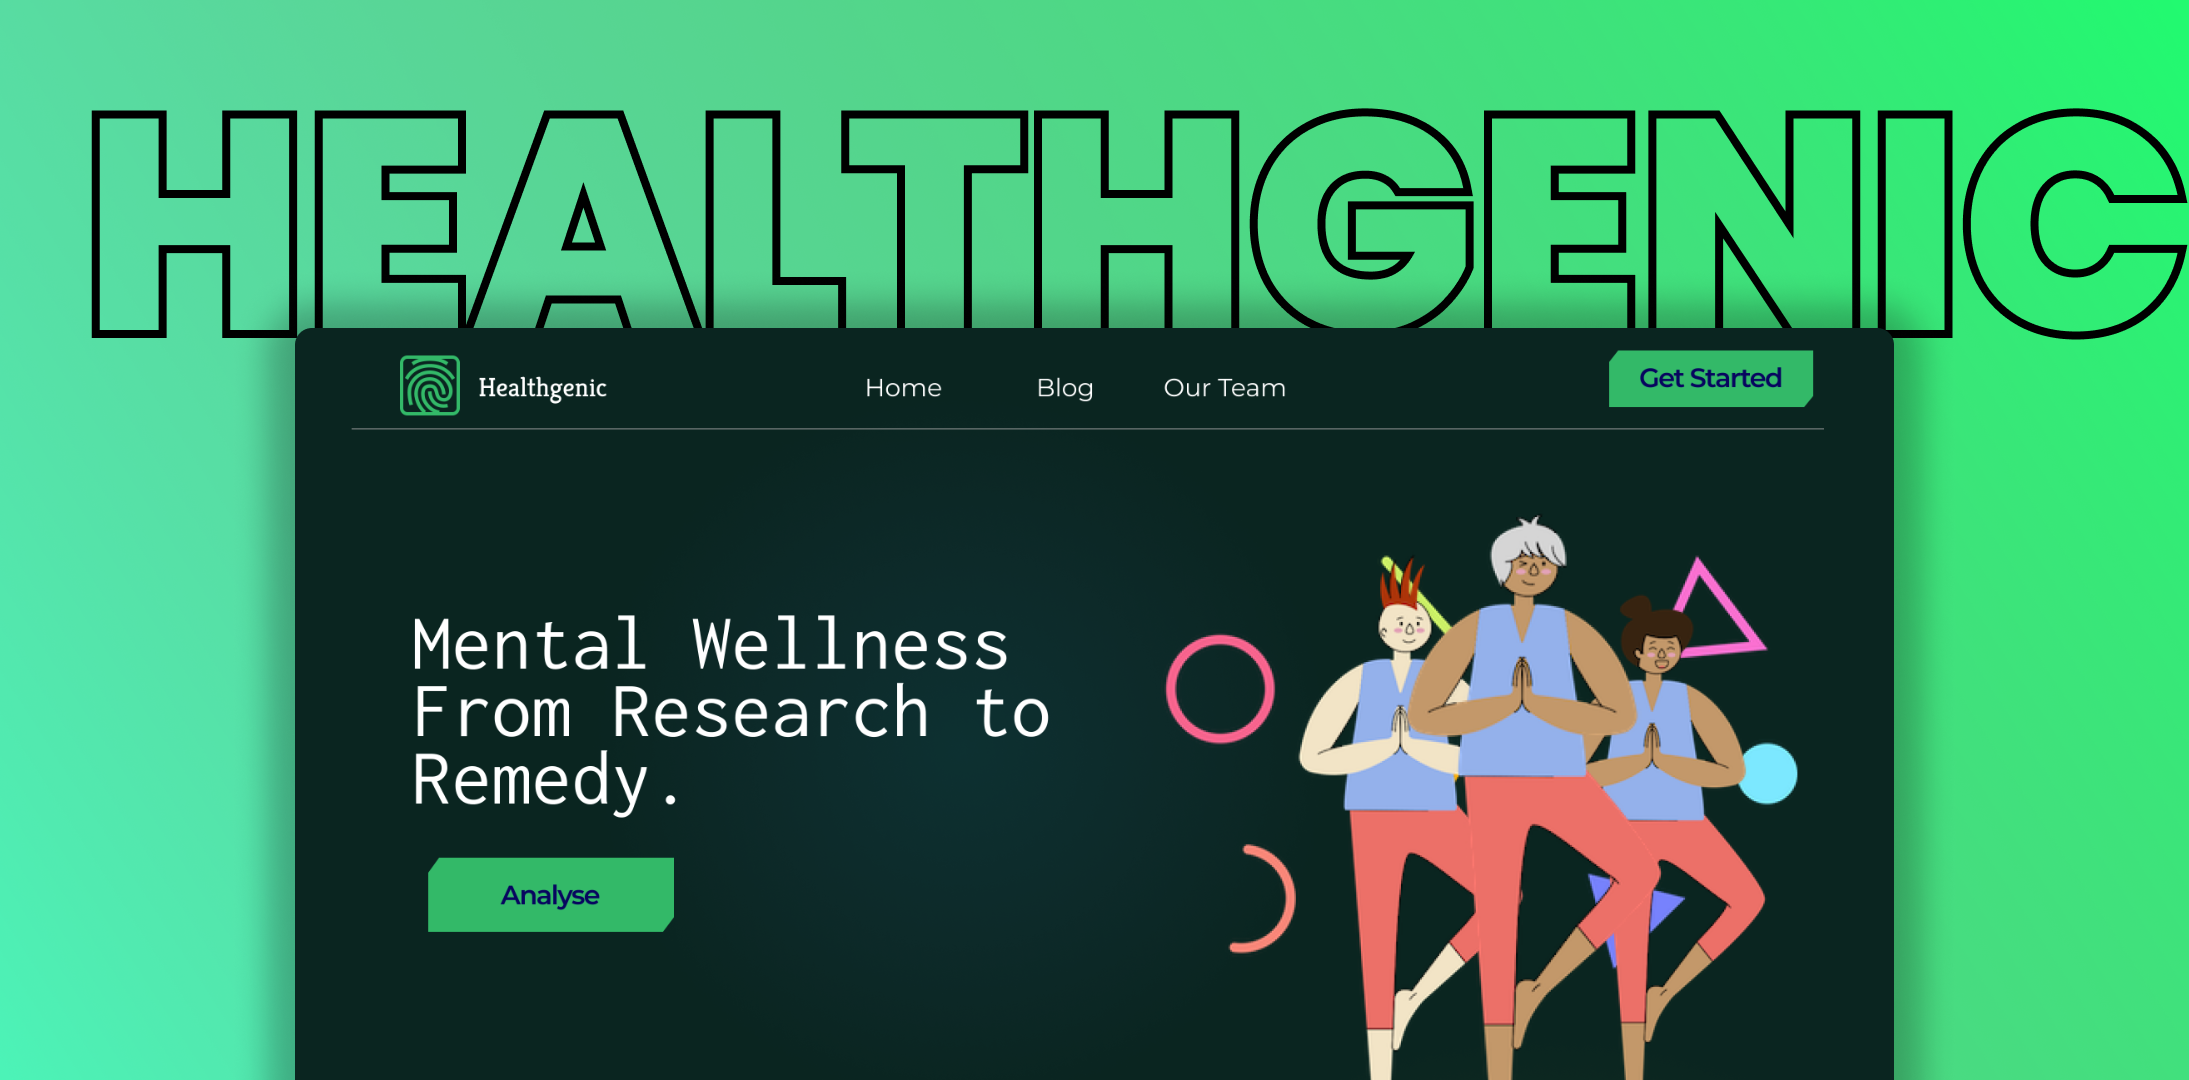 HEALTHGENIC
Healthgenic
Home
Blog
Our Team
Get Started
Mental Wellness
From Research to
Remedy.
Analyse